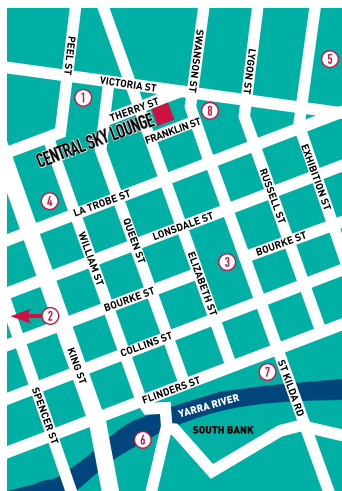 PEEL ST
SWANSON ST
LYGON ST
5
VICTORIA ST
1
THERRY ST
8
CENTRAL SKY LOUNGE
FRANKLIN ST
EXHIBITION ST
RUSSELL ST
4
LA TROBE ST
LONSDALE ST
WILLIAM ST
QUEEN ST
BOURKE ST
ELIZABETH ST
3
BOURKE ST
2
COLLINS ST
KING ST
7
ST KILDA RD
FLINDERS ST
SPENCER ST
YARRA RIVER
6
SOUTH BANK